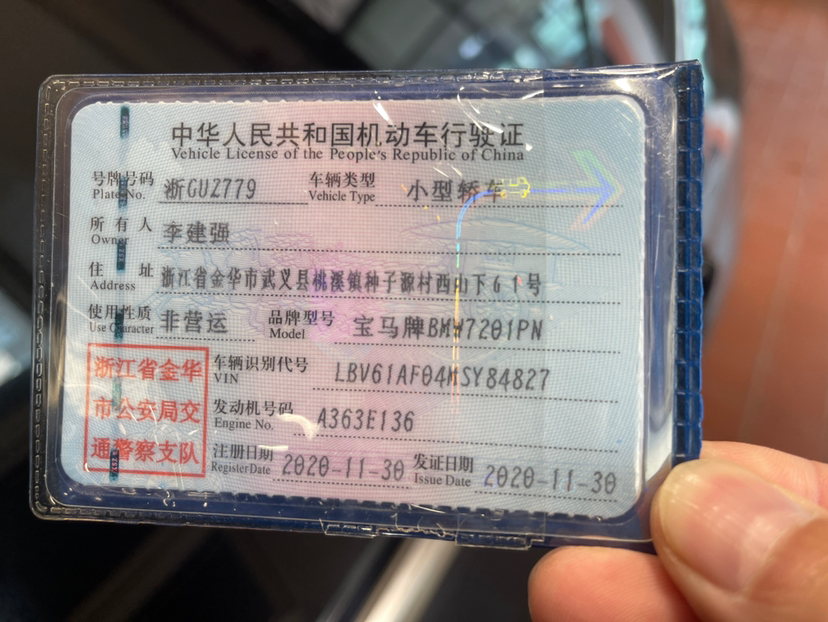 中华人民共和国机动车行驶证
Vehicle License of the People's Republic of China
号牌号码 浙GUZ779 车辆类型 小型轿车
Plate No. Vehicle Type
所有人 李建强
Owner
住址 浙江省金华市武义县桃溪镇种子源村西山下61号
Address
使用性质 非营运 品牌型号 宝马牌BMW7201PN
Use Character Model
浙江省金华
市公安局交
通警察支队
车辆识别代号 LBV61AF04MSY84827
VIN
发动机号码 A363E136
Engine No.
注册日期 2020-11-30 发证日期 2020-11-30
Register Date Issue Date